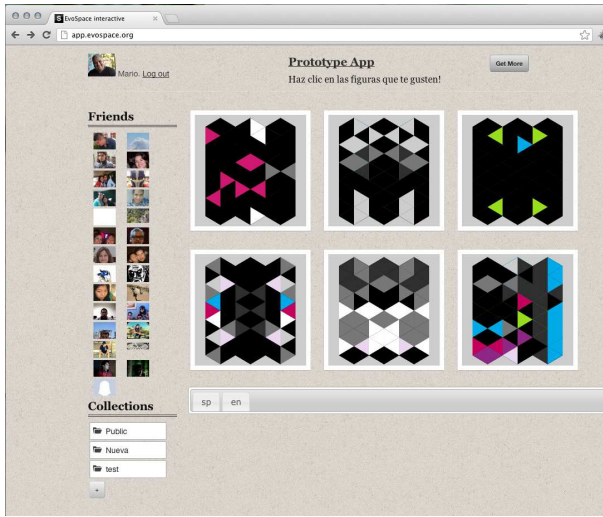 S EvoSpace interactive
app.evospace.org
Mario. Log out
Prototype App
Get More
Haz clic en las figuras que te gusten!
Friends
sp en
Collections
Public
Nueva
test
+